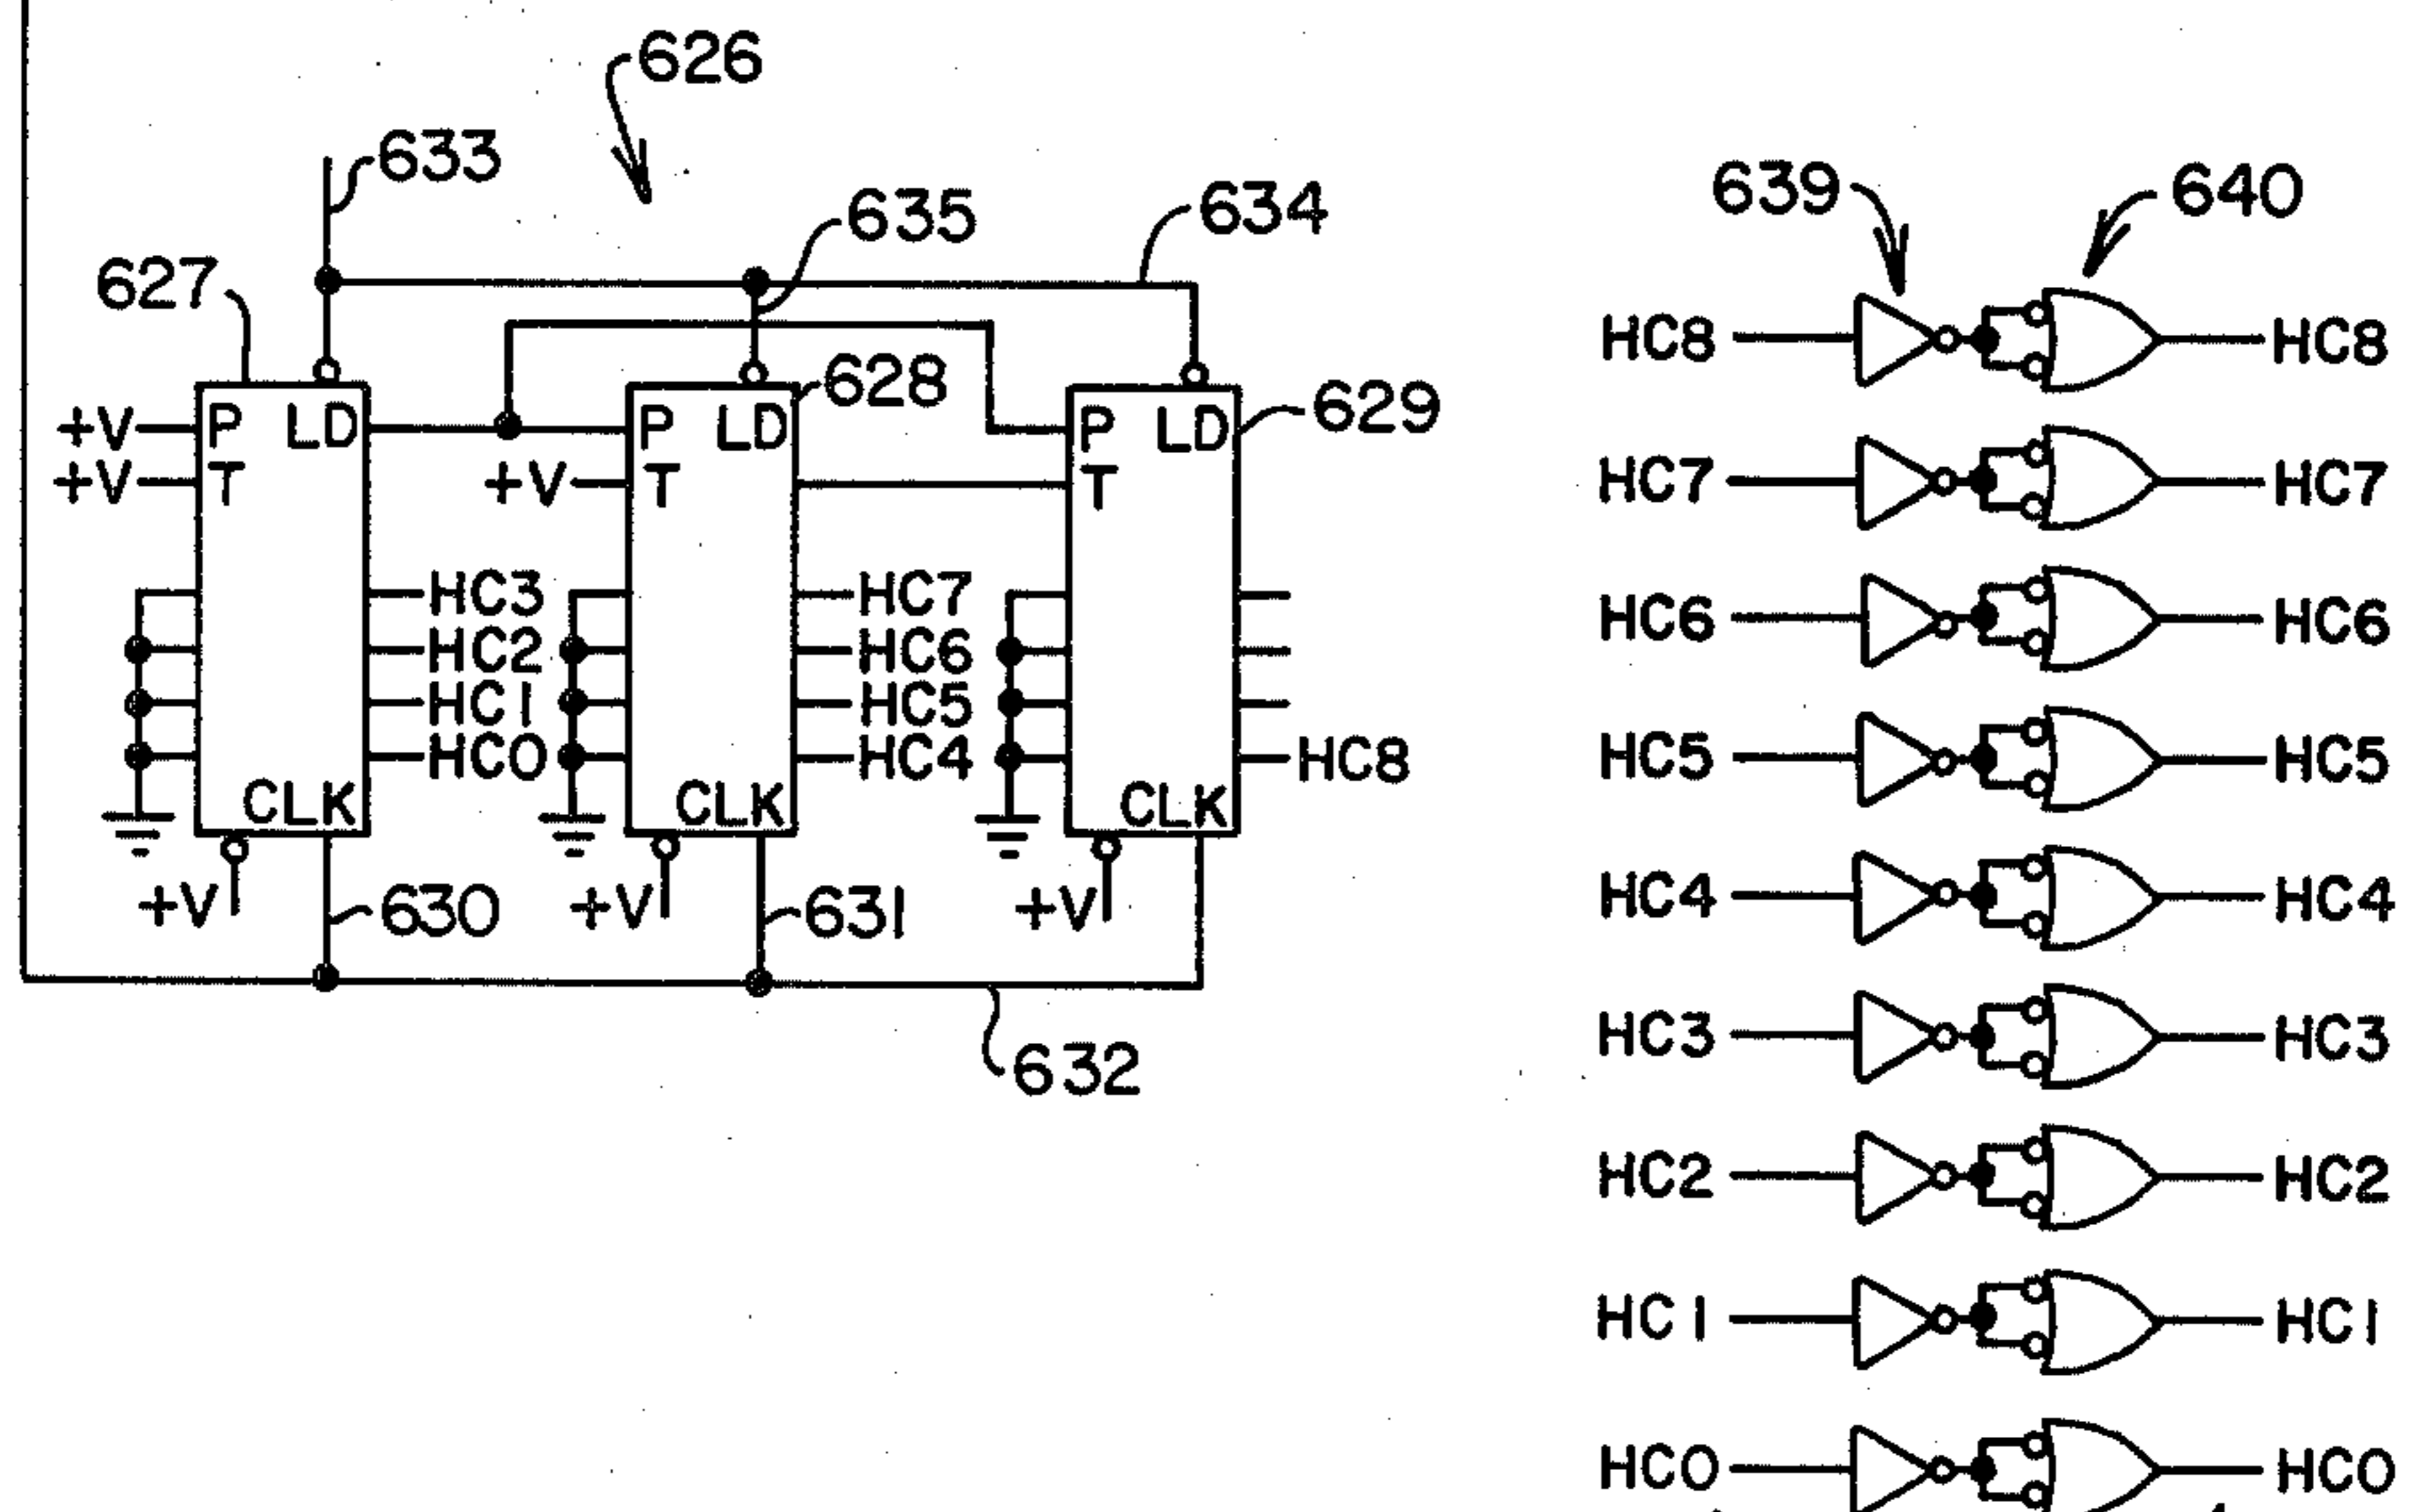 626
633
635
634
627
628
629
+V P LD
+V T
P LD
+V T
P LD
T
HC3
HC2
HC1
HC0
HC7
HC6
HC5
HC4
HC8
CLK
CLK
CLK
+V
630
+V
631
+V
632
639
640
HC8 HC8
HC7 HC7
HC6 HC6
HC5 HC5
HC4 HC4
HC3 HC3
HC2 HC2
HC1 HC1
HC0 HC0